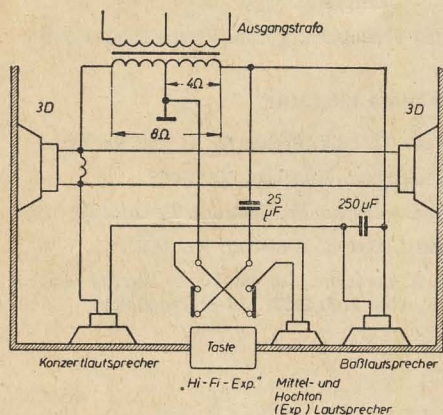 Ausgangstrafo
4Ω
3D
3D
8Ω
25
µF
250 µF
Taste
Konzertlautsprecher
Baßlautsprecher
„Hi-Fi-Exp."
Mittel- und
Hochton
(Exp) Lautsprecher